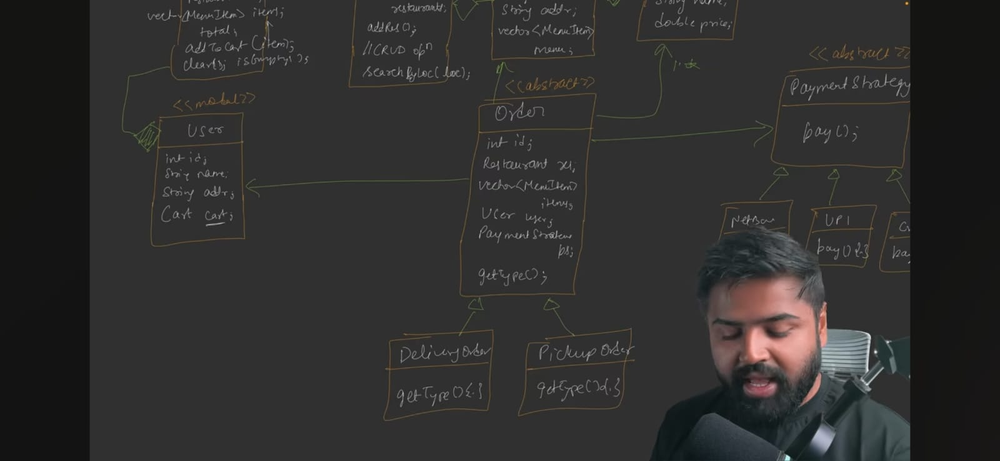 vector<MenuItem> items;
total;
addToCart(item);
clear(); isEmpty();
restaurants;
addRes();
//CRUD opn
searchByLoc(loc);
String addr;
vector<MenuItem>
menu;
String name;
double price;
1..*
<<model>>
User
int id;
String name;
String addr;
Cart cart;
<<abstract>>
Order
int id;
Restaurant
vector<MenuItem>
items;
User user;
PaymentStrategy
ps;
getType();
DeliveryOrder
getType(){..}
PickupOrder
getType(){..}
<<abstract>>
PaymentStrategy
pay();
UPI
pay(){..}